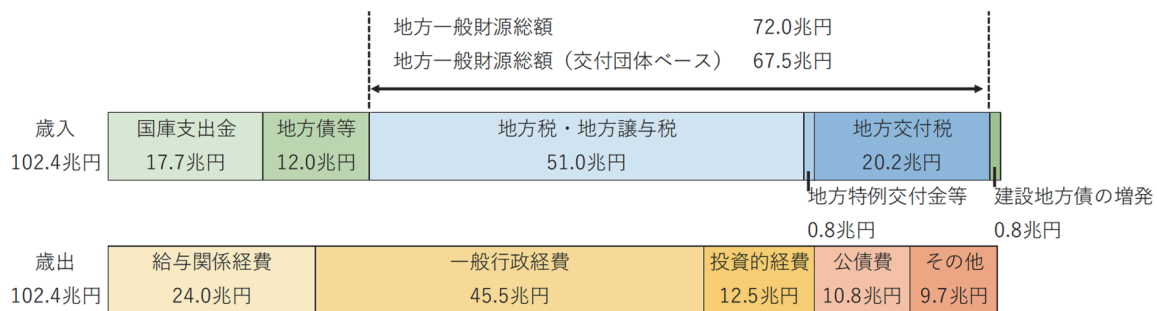 地方一般財源総額 72.0兆円
地方一般財源総額（交付団体ベース） 67.5兆円
歳入
102.4兆円
国庫支出金
17.7兆円
地方債等
12.0兆円
地方税・地方譲与税
51.0兆円
地方交付税
20.2兆円
地方特例交付金等
0.8兆円
建設地方債の増発
0.8兆円
歳出
102.4兆円
給与関係経費
24.0兆円
一般行政経費
45.5兆円
投資的経費
12.5兆円
公債費
10.8兆円
その他
9.7兆円